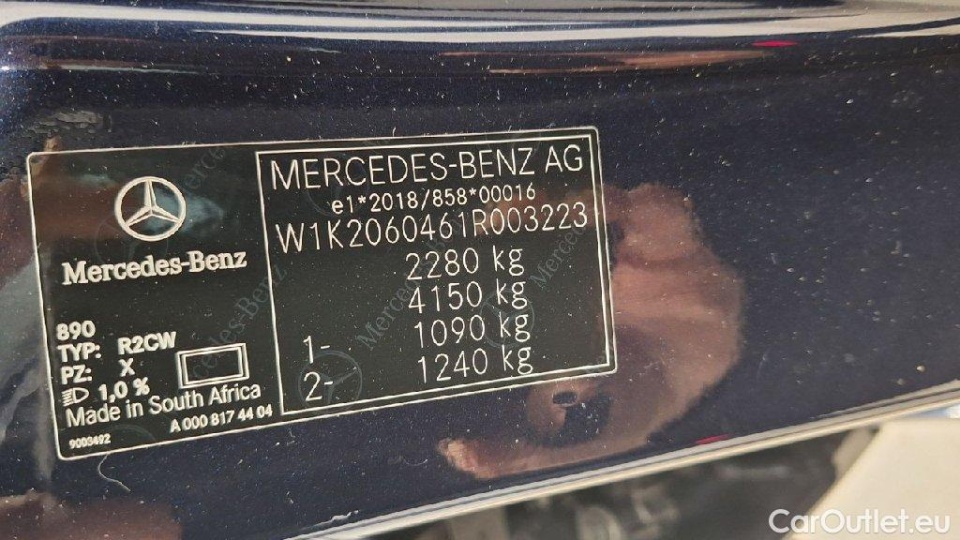 MERCEDES-BENZ AG
e1*2018/858*00016
W1K2060461R003223
2280 kg
4150 kg
1- 1090 kg
2- 1240 kg
Mercedes-Benz
890
TYP: R2CW
PZ: X
1,0 %
Made in South Africa
9003492 A 000 817 44 04
CarOutlet.eu